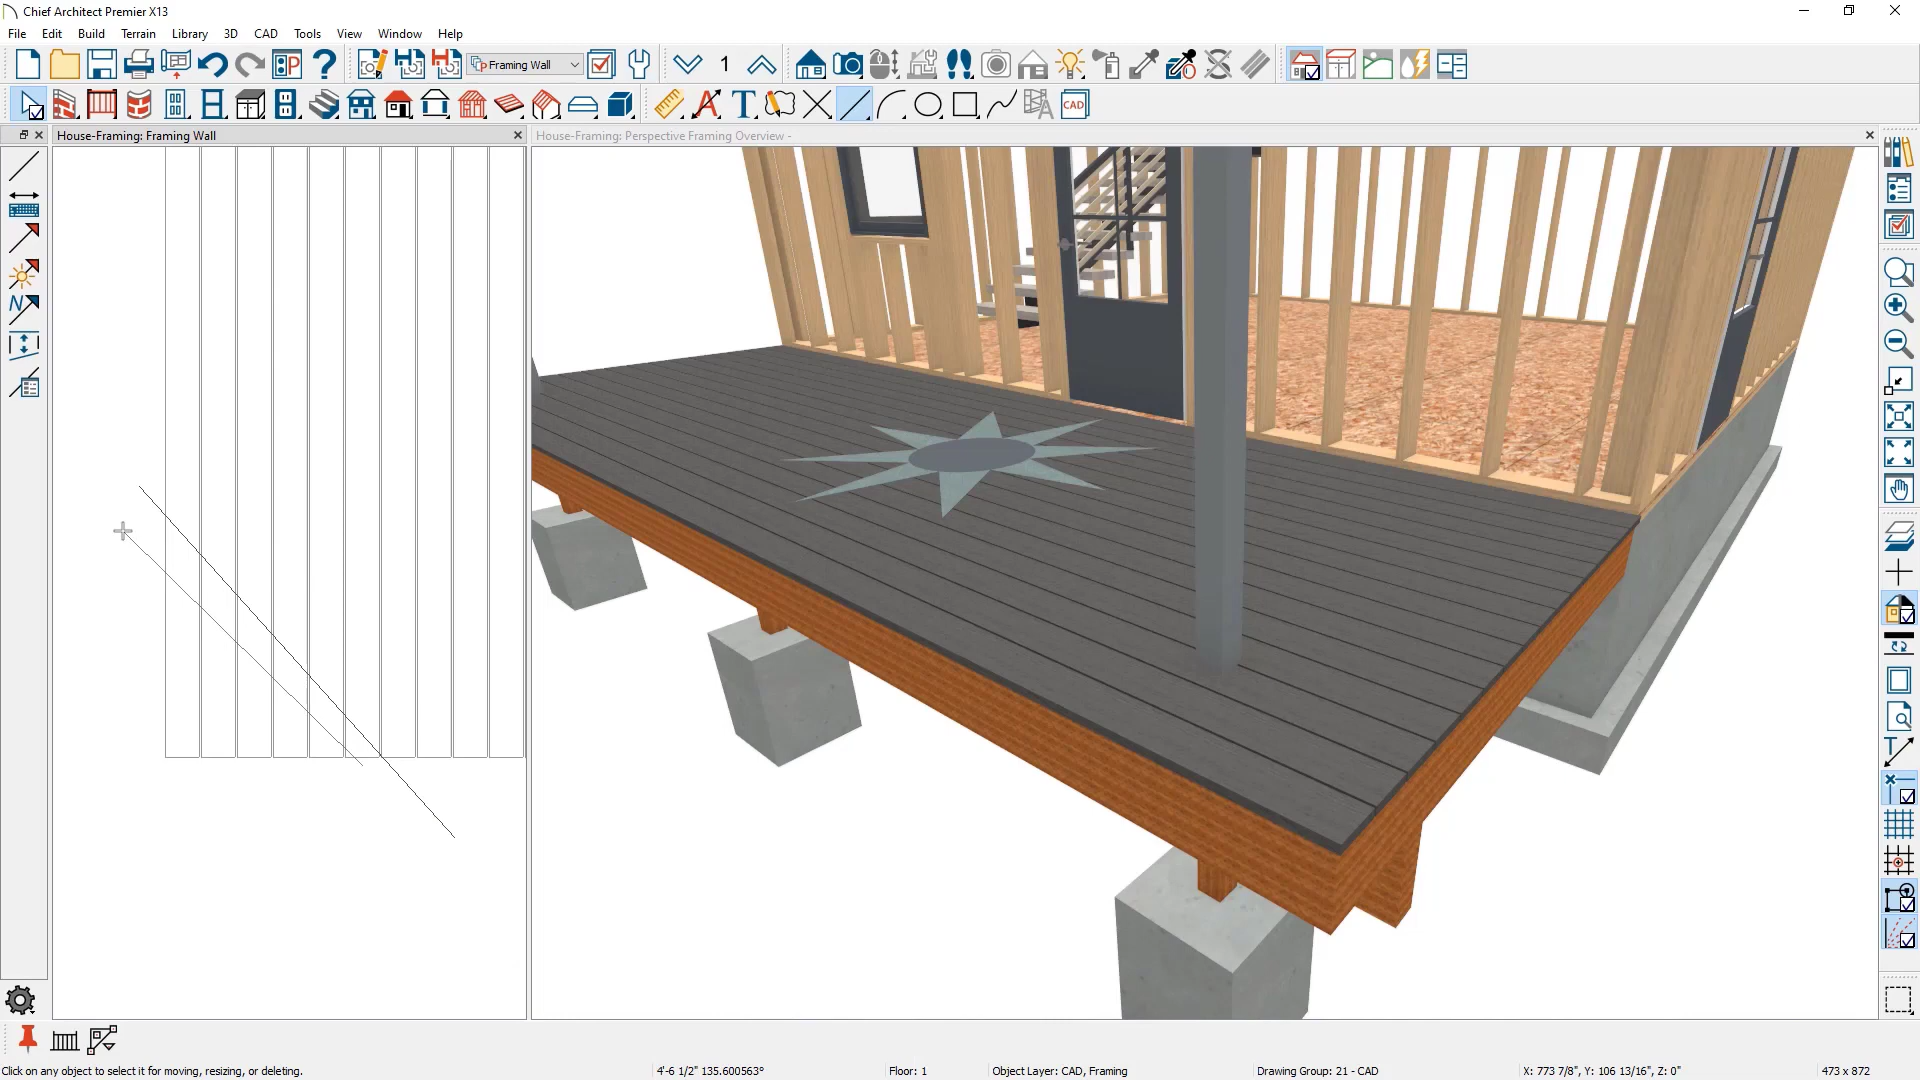 Chief Architect Premier X13
File Edit Build Terrain Library 3D CAD Tools View Window Help
Framing Wall 1
T CAD
House-Framing: Framing Wall
House-Framing: Perspective Framing Overview -
N
T
Click on any object to select it for moving, resizing, or deleting. 4'-6 1/2" 135.600563° Floor: 1 Object Layer: CAD, Framing Drawing Group: 21 - CAD X: 773 7/8", Y: 106 13/16", Z: 0" 473 x 872